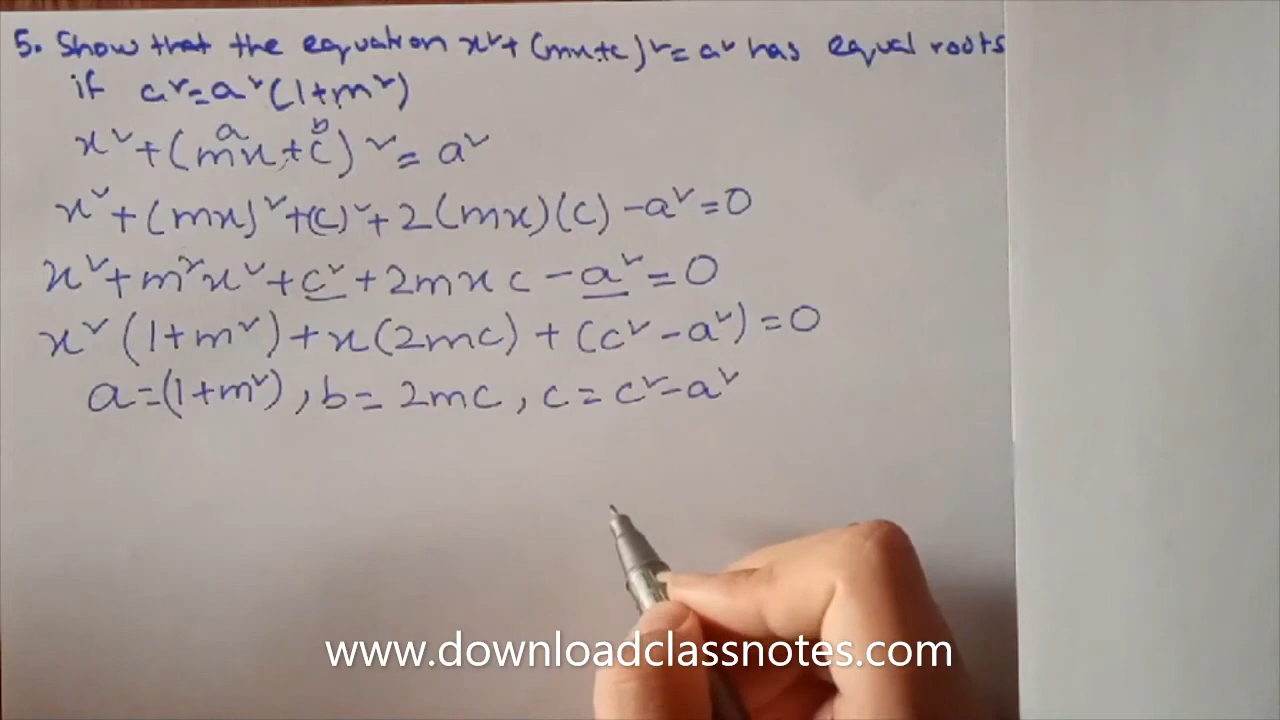 5. Show that the equation x²+(mx+c)²=a² has equal roots
if c²=a²(1+m²)
a b
x²+(mx+c)²=a²
x²+(mx)²+(c)²+2(mx)(c)-a²=0
x²+m²x²+c²+2mxc-a²=0
x²(1+m²)+x(2mc)+(c²-a²)=0
a=(1+m²), b=2mc, c=c²-a²
www.downloadclassnotes.com